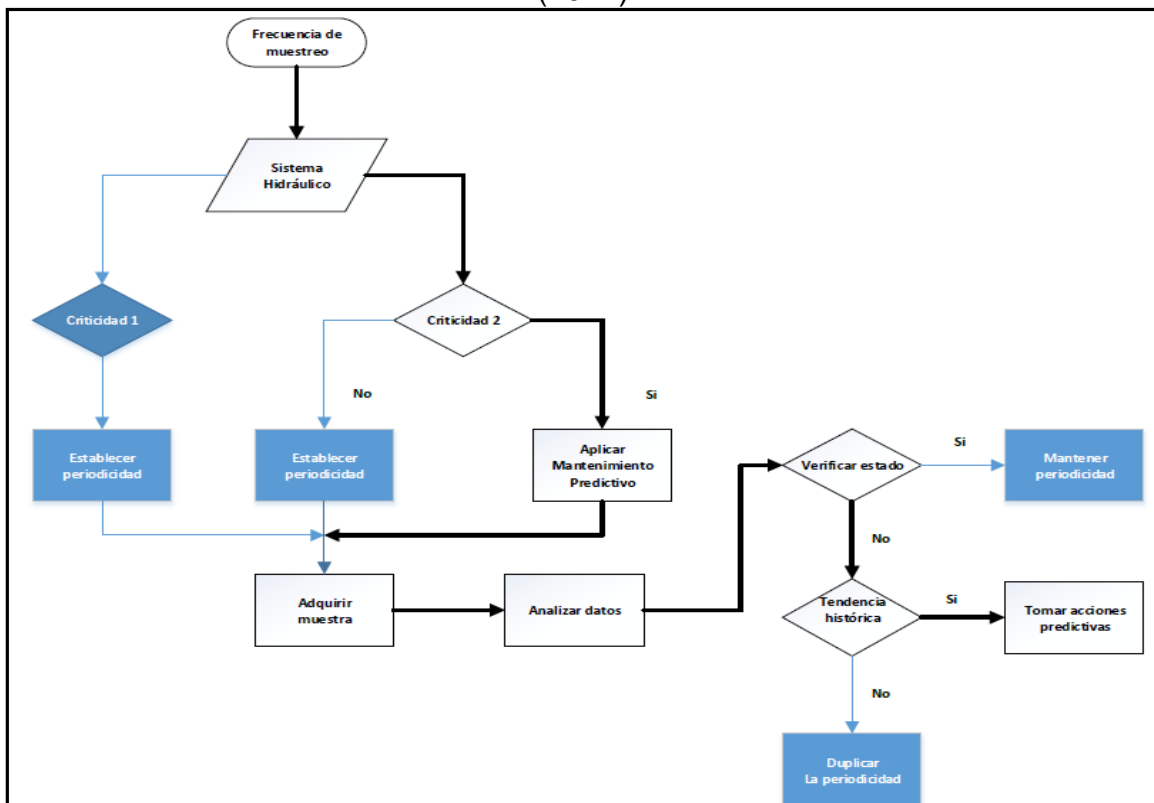 Frecuencia de
muestreo
Sistema
Hidráulico
Criticidad 1
Criticidad 2
No
Si
Establecer
periodicidad
Establecer
periodicidad
Aplicar
Mantenimiento
Predictivo
Verificar estado
Si
Mantener
periodicidad
No
Adquirir
muestra
Analizar datos
Tendencia
histórica
Si
Tomar acciones
predictivas
No
Duplicar
La periodicidad